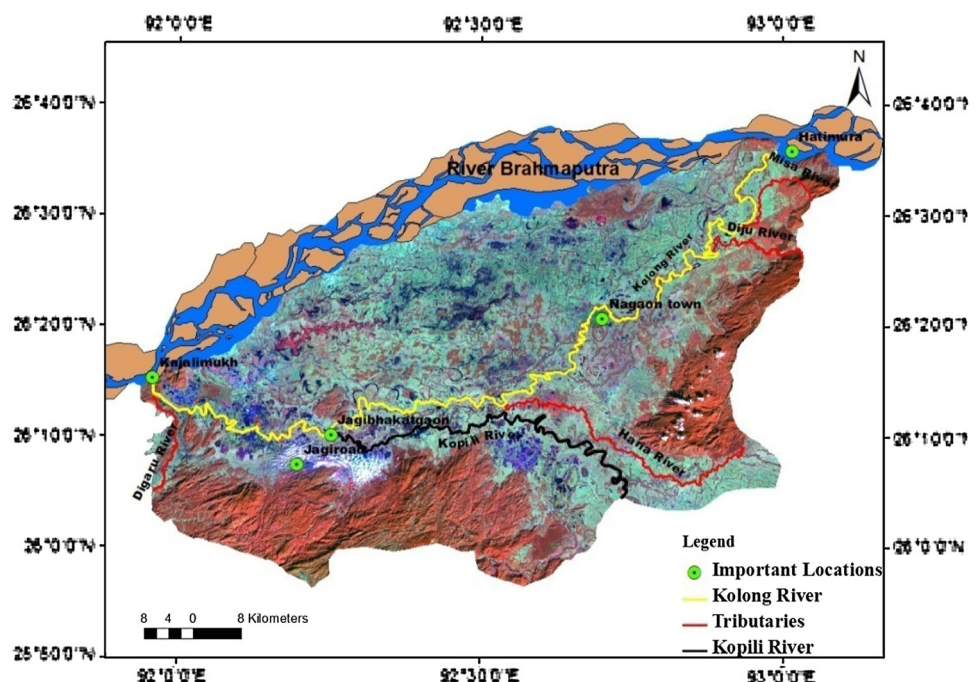 92°0'0"E 92°30'0"E 93°0'0"E
N
26°40'0"N 26°40'0"N
Hatimura
Misa River
River Brahmaputra
26°30'0"N 26°30'0"N
Diju River
Kolong River
Nagaon town
26°20'0"N 26°20'0"N
Kajalimukh
Jagibhakatgaon
26°10'0"N 26°10'0"N
Kopili River
Haria River
Jagiroad
Digaru River
26°0'0"N 26°0'0"N
Legend
Important Locations
Kolong River
Tributaries
Kopili River
8 4 0 8 Kilometers
25°50'0"N
92°0'0"E 92°30'0"E 93°0'0"E